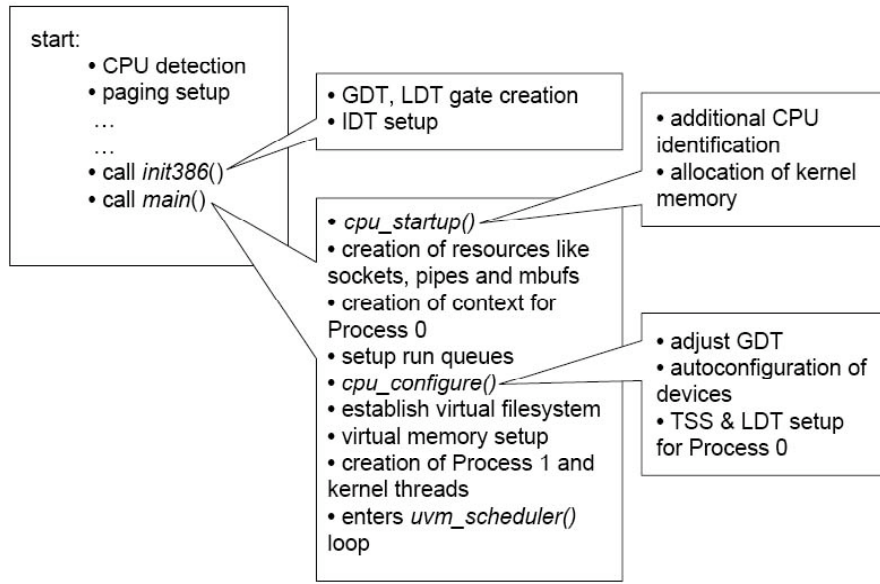 start:
• CPU detection
• paging setup
...
...
• call init386()
• call main()
• GDT, LDT gate creation
• IDT setup
• additional CPU
identification
• allocation of kernel
memory
• cpu_startup()
• creation of resources like
sockets, pipes and mbufs
• creation of context for
Process 0
• setup run queues
• cpu_configure()
• establish virtual filesystem
• virtual memory setup
• creation of Process 1 and
kernel threads
• enters uvm_scheduler()
loop
• adjust GDT
• autoconfiguration of
devices
• TSS & LDT setup
for Process 0